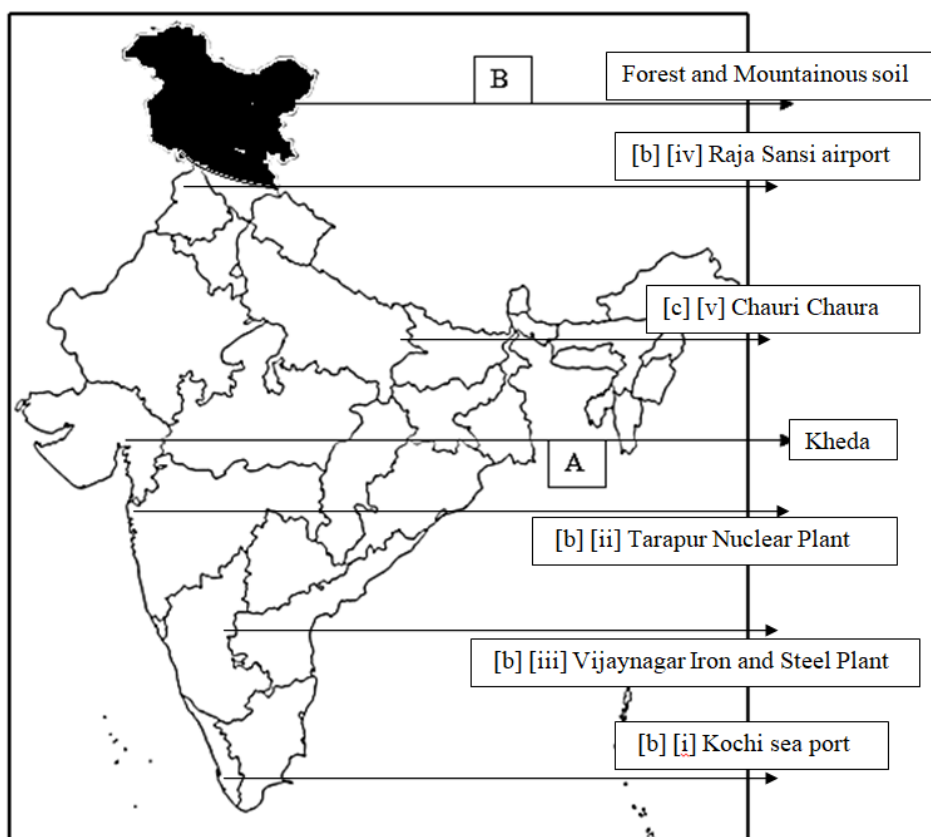 B
Forest and Mountainous soil
[b] [iv] Raja Sansi airport
[c] [v] Chauri Chaura
Kheda
A
[b] [ii] Tarapur Nuclear Plant
[b] [iii] Vijaynagar Iron and Steel Plant
[b] [i] Kochi sea port